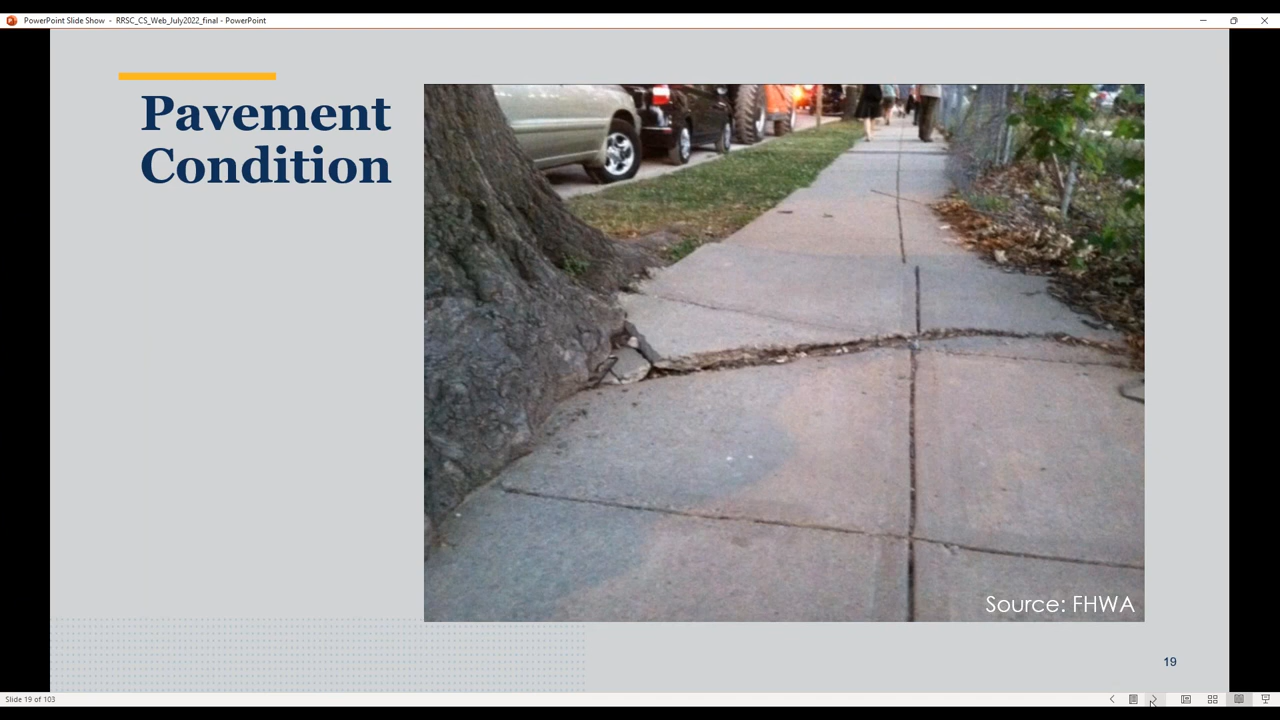 PowerPoint Slide Show - RRSC_CS_Web_July2022_final - PowerPoint
Pavement
Condition
Source: FHWA
19
Slide 19 of 103